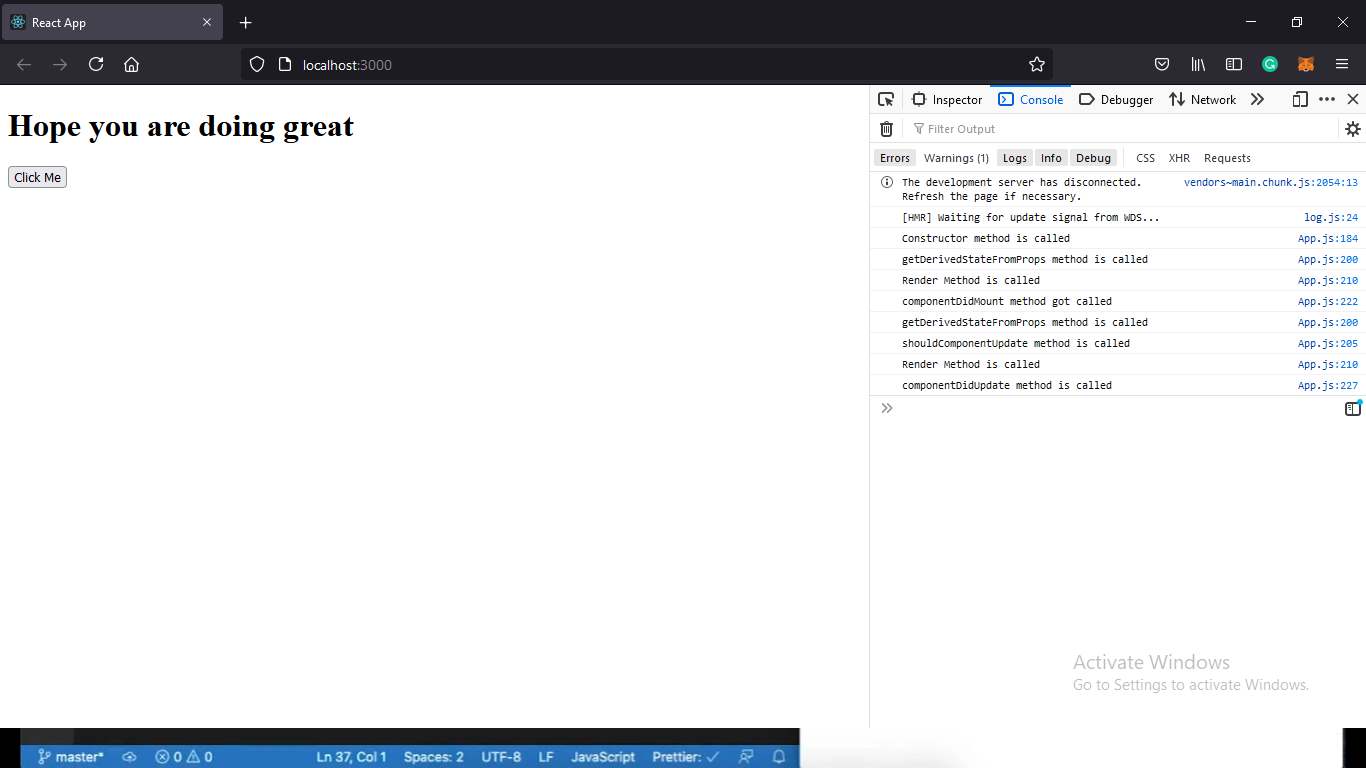 React App
localhost:3000
Hope you are doing great
Click Me
Inspector Console Debugger Network
Filter Output
Errors Warnings (1) Logs Info Debug CSS XHR Requests
The development server has disconnected. vendors~main.chunk.js:2054:13
Refresh the page if necessary.
[HMR] Waiting for update signal from WDS... log.js:24
Constructor method is called App.js:184
getDerivedStateFromProps method is called App.js:200
Render Method is called App.js:210
componentDidMount method got called App.js:222
getDerivedStateFromProps method is called App.js:200
shouldComponentUpdate method is called App.js:205
Render Method is called App.js:210
componentDidUpdate method is called App.js:227
Activate Windows
Go to Settings to activate Windows.
master* 0 0 Ln 37, Col 1 Spaces: 2 UTF-8 LF JavaScript Prettier: ✓